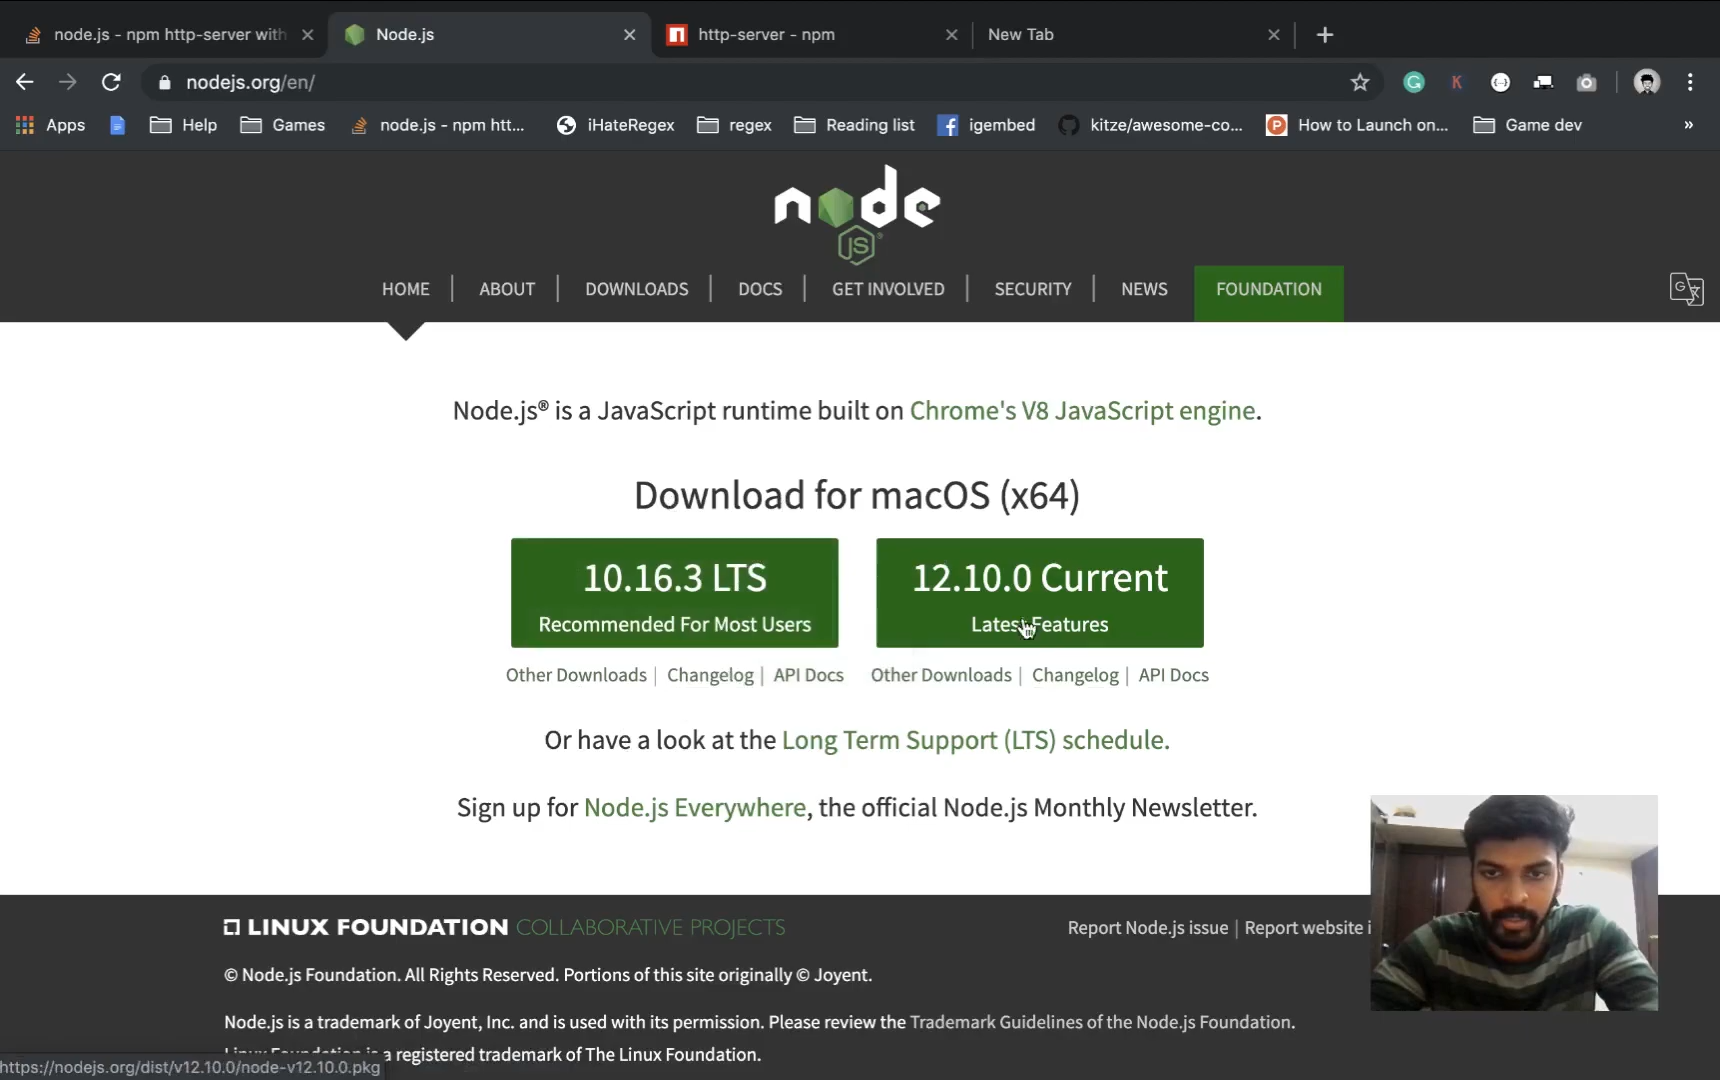 node.js - npm http-server with
Node.js
http-server - npm
New Tab
nodejs.org/en/
Apps
Help
Games
node.js - npm htt...
iHateRegex
regex
Reading list
igembed
kitze/awesome-co...
How to Launch on...
Game dev
»
node
JS
HOME
ABOUT
DOWNLOADS
DOCS
GET INVOLVED
SECURITY
NEWS
FOUNDATION
Node.js® is a JavaScript runtime built on Chrome's V8 JavaScript engine.
Download for macOS (x64)
10.16.3 LTS
Recommended For Most Users
12.10.0 Current
Latest Features
Other Downloads | Changelog | API Docs
Other Downloads | Changelog | API Docs
Or have a look at the Long Term Support (LTS) schedule.
Sign up for Node.js Everywhere, the official Node.js Monthly Newsletter.
LINUX FOUNDATION COLLABORATIVE PROJECTS
Report Node.js issue | Report website i
© Node.js Foundation. All Rights Reserved. Portions of this site originally © Joyent.
Node.js is a trademark of Joyent, Inc. and is used with its permission. Please review the Trademark Guidelines of the Node.js Foundation.
Linux Foundation is a registered trademark of The Linux Foundation.
https://nodejs.org/dist/v12.10.0/node-v12.10.0.pkg